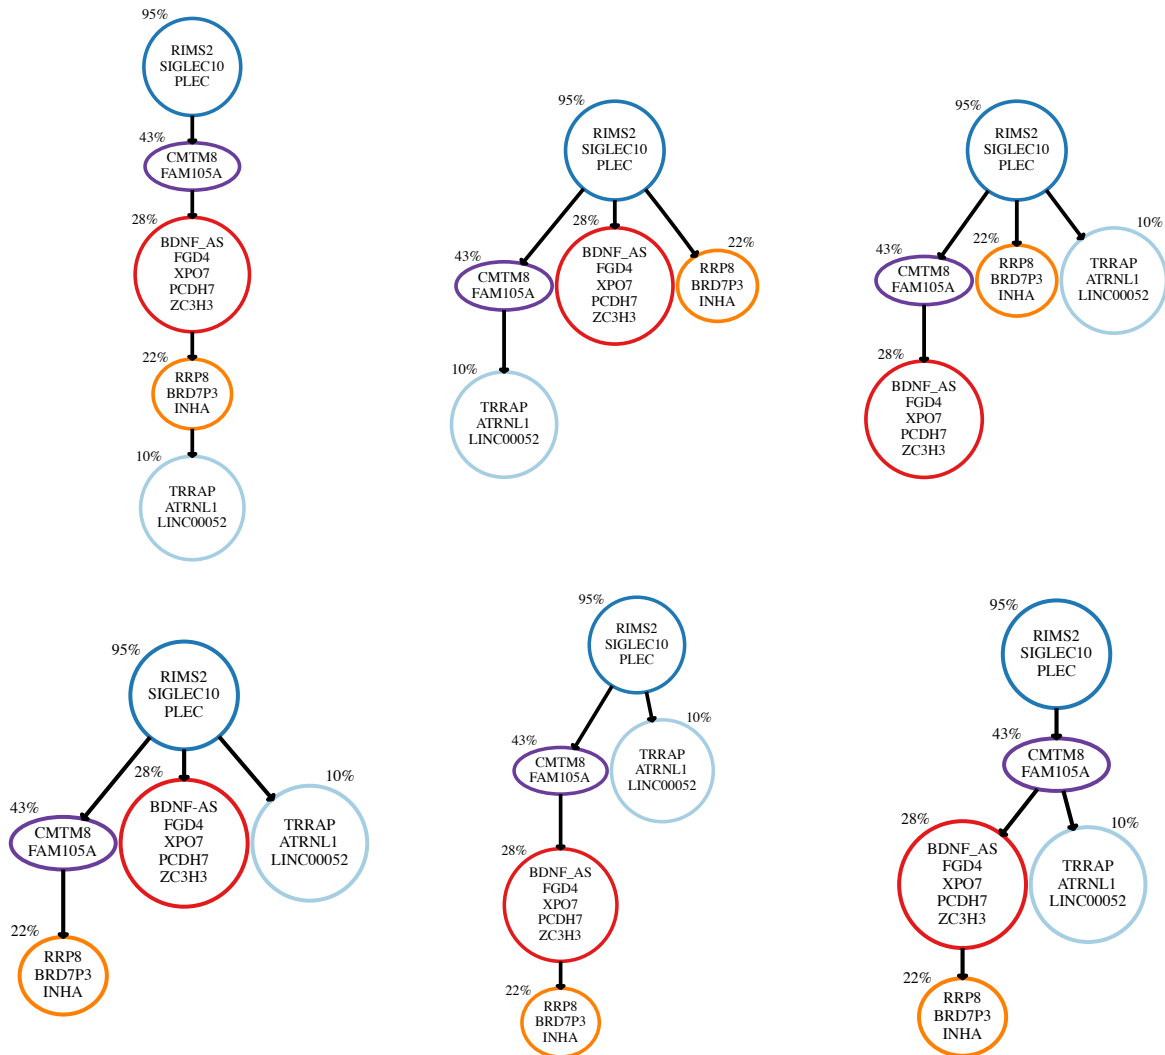 95%
RIMS2
SIGLEC10
PLEC
43%
CMTM8
FAM105A
28%
BDNF_AS
FGD4
XPO7
PCDH7
ZC3H3
22%
RRP8
BRD7P3
INHA
10%
TRRAP
ATRNL1
LINC00052
95%
RIMS2
SIGLEC10
PLEC
43%
CMTM8
FAM105A
28%
BDNF_AS
FGD4
XPO7
PCDH7
ZC3H3
22%
RRP8
BRD7P3
INHA
10%
TRRAP
ATRNL1
LINC00052
95%
RIMS2
SIGLEC10
PLEC
43%
CMTM8
FAM105A
22%
RRP8
BRD7P3
INHA
10%
TRRAP
ATRNL1
LINC00052
28%
BDNF_AS
FGD4
XPO7
PCDH7
ZC3H3
95%
RIMS2
SIGLEC10
PLEC
43%
CMTM8
FAM105A
28%
BDNF-AS
FGD4
XPO7
PCDH7
ZC3H3
10%
TRRAP
ATRNL1
LINC00052
22%
RRP8
BRD7P3
INHA
95%
RIMS2
SIGLEC10
PLEC
43%
CMTM8
FAM105A
10%
TRRAP
ATRNL1
LINC00052
28%
BDNF_AS
FGD4
XPO7
PCDH7
ZC3H3
22%
RRP8
BRD7P3
INHA
95%
RIMS2
SIGLEC10
PLEC
43%
CMTM8
FAM105A
28%
BDNF_AS
FGD4
XPO7
PCDH7
ZC3H3
10%
TRRAP
ATRNL1
LINC00052
22%
RRP8
BRD7P3
INHA